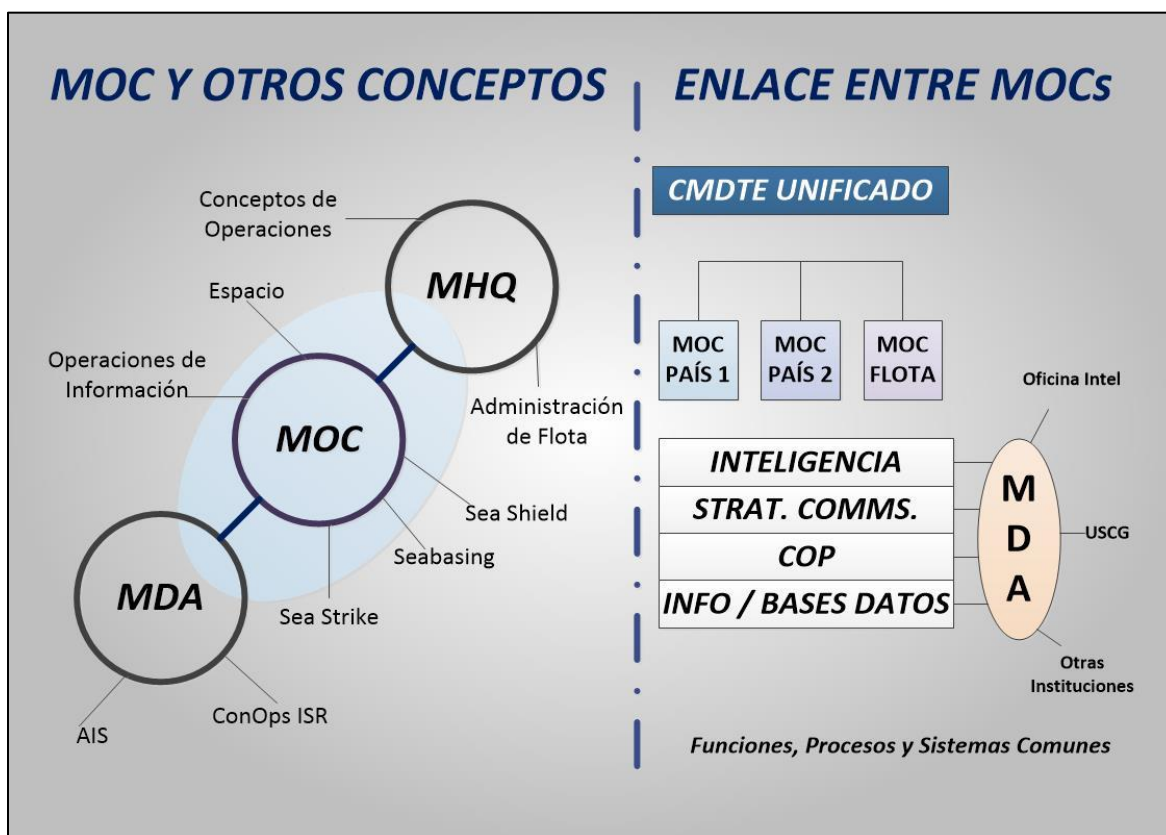 MOC Y OTROS CONCEPTOS
Conceptos de
Operaciones
MHQ
Espacio
Operaciones de
Información
Administración
de Flota
MOC
Sea Shield
Seabasing
MDA
Sea Strike
ConOps ISR
AIS
ENLACE ENTRE MOCs
CMDTE UNIFICADO
MOC
PAÍS 1
MOC
PAÍS 2
MOC
FLOTA
Oficina Intel
INTELIGENCIA
STRAT. COMMS.
COP
INFO / BASES DATOS
M
D
A
USCG
Otras
Instituciones
Funciones, Procesos y Sistemas Comunes